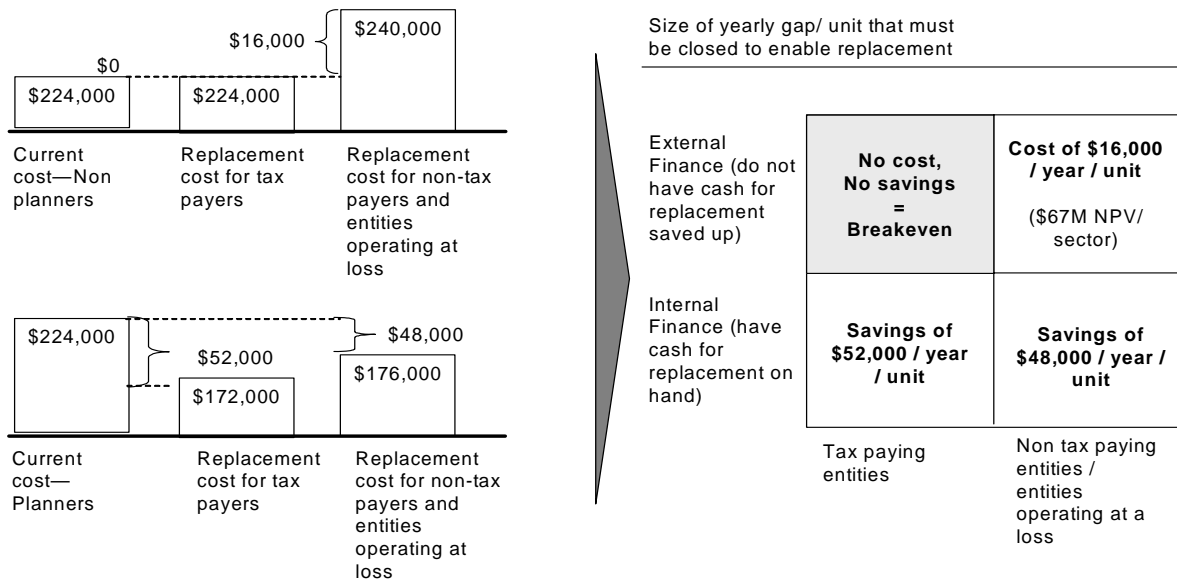 $240,000
$16,000
$0
$224,000
$224,000
Current
cost—Non
planners
Replacement
cost for tax
payers
Replacement
cost for non-tax
payers and
entities
operating at
loss
$224,000
$52,000
$48,000
$172,000
$176,000
Current
cost—
Planners
Replacement
cost for tax
payers
Replacement
cost for non-tax
payers and
entities
operating at
loss
Size of yearly gap/ unit that must
be closed to enable replacement
External
Finance (do not
have cash for
replacement
saved up)
No cost,
No savings
=
Breakeven
Cost of $16,000
/ year / unit
($67M NPV/
sector)
Internal
Finance (have
cash for
replacement on
hand)
Savings of
$52,000 / year
/ unit
Savings of
$48,000 / year /
unit
Tax paying
entities
Non tax paying
entities /
entities
operating at a
loss